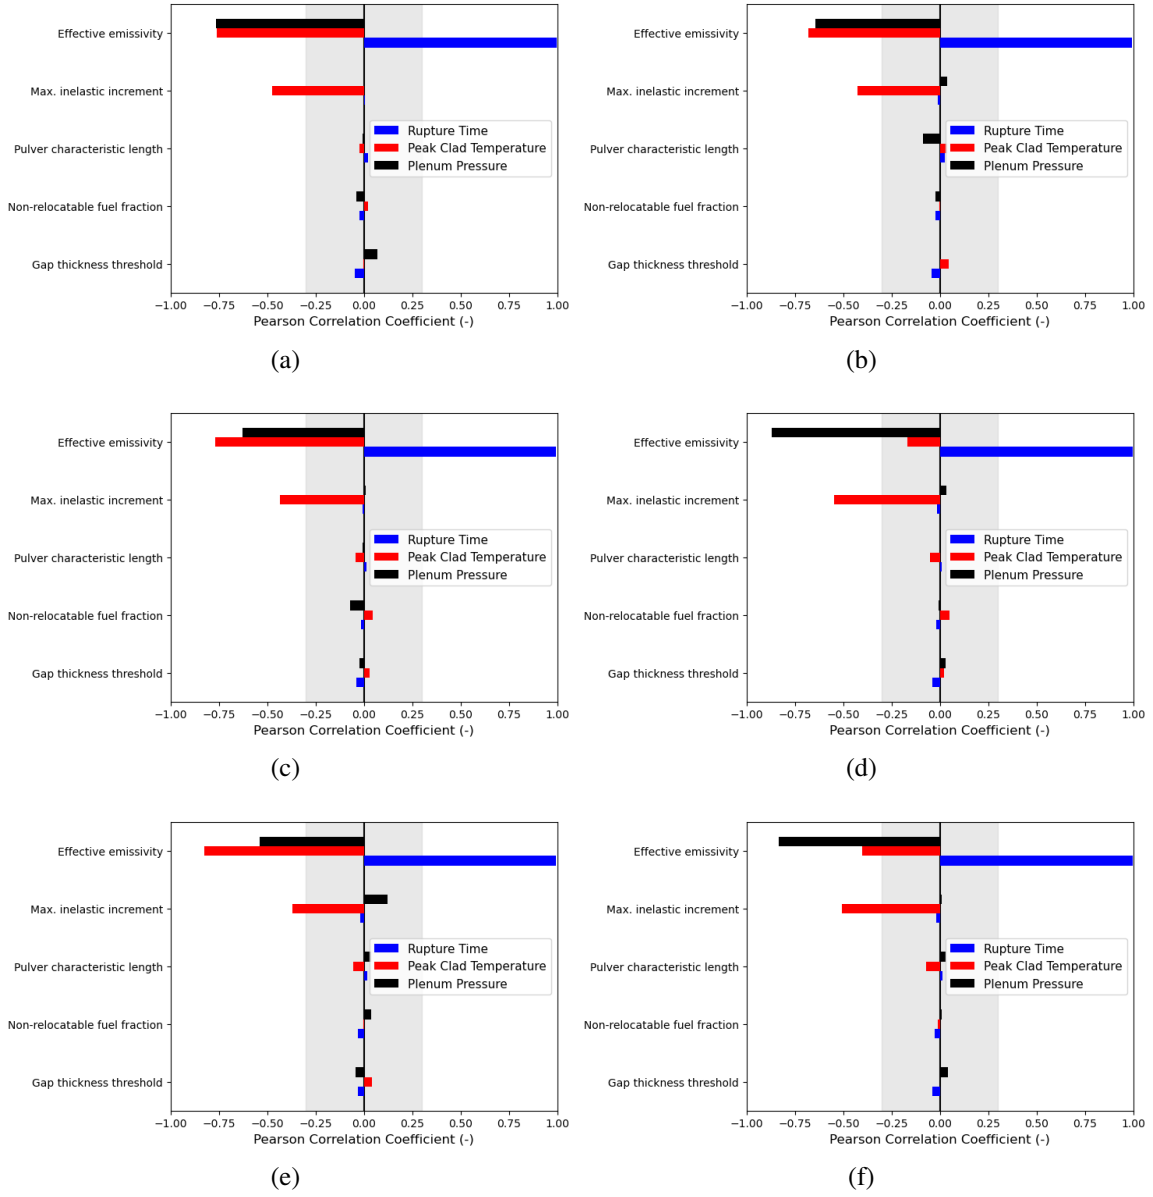 Effective emissivity
Max. inelastic increment
Pulver characteristic length
Non-relocatable fuel fraction
Gap thickness threshold
Rupture Time
Peak Clad Temperature
Plenum Pressure
−1.00 −0.75 −0.50 −0.25 0.00 0.25 0.50 0.75 1.00
Pearson Correlation Coefficient (-)
(a)
Effective emissivity
Max. inelastic increment
Pulver characteristic length
Non-relocatable fuel fraction
Gap thickness threshold
Rupture Time
Peak Clad Temperature
Plenum Pressure
−1.00 −0.75 −0.50 −0.25 0.00 0.25 0.50 0.75 1.00
Pearson Correlation Coefficient (-)
(b)
Effective emissivity
Max. inelastic increment
Pulver characteristic length
Non-relocatable fuel fraction
Gap thickness threshold
Rupture Time
Peak Clad Temperature
Plenum Pressure
−1.00 −0.75 −0.50 −0.25 0.00 0.25 0.50 0.75 1.00
Pearson Correlation Coefficient (-)
(c)
Effective emissivity
Max. inelastic increment
Pulver characteristic length
Non-relocatable fuel fraction
Gap thickness threshold
Rupture Time
Peak Clad Temperature
Plenum Pressure
−1.00 −0.75 −0.50 −0.25 0.00 0.25 0.50 0.75 1.00
Pearson Correlation Coefficient (-)
(d)
Effective emissivity
Max. inelastic increment
Pulver characteristic length
Non-relocatable fuel fraction
Gap thickness threshold
Rupture Time
Peak Clad Temperature
Plenum Pressure
−1.00 −0.75 −0.50 −0.25 0.00 0.25 0.50 0.75 1.00
Pearson Correlation Coefficient (-)
(e)
Effective emissivity
Max. inelastic increment
Pulver characteristic length
Non-relocatable fuel fraction
Gap thickness threshold
Rupture Time
Peak Clad Temperature
Plenum Pressure
−1.00 −0.75 −0.50 −0.25 0.00 0.25 0.50 0.75 1.00
Pearson Correlation Coefficient (-)
(f)